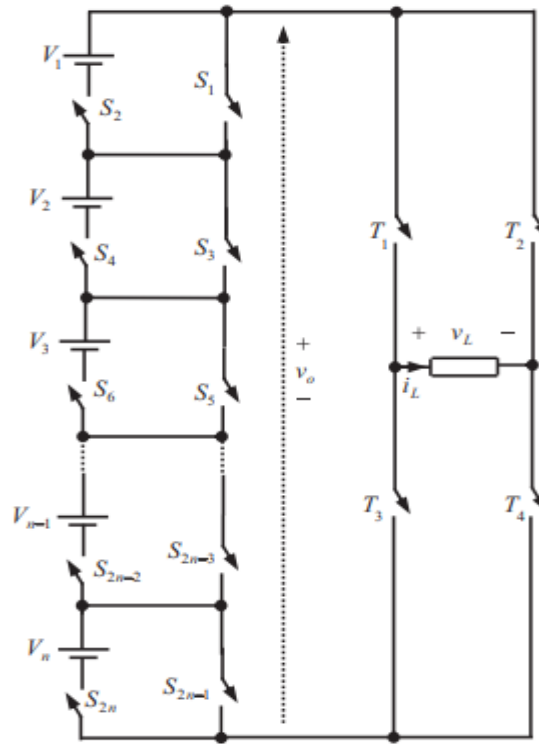 V1
S2
S1
V2
S4
S3
V3
S6
S5
Vn−1
S2n−2
S2n−3
Vn
S2n
S2n−1
+
vo
−
T1
T2
+ vL −
iL
T3
T4